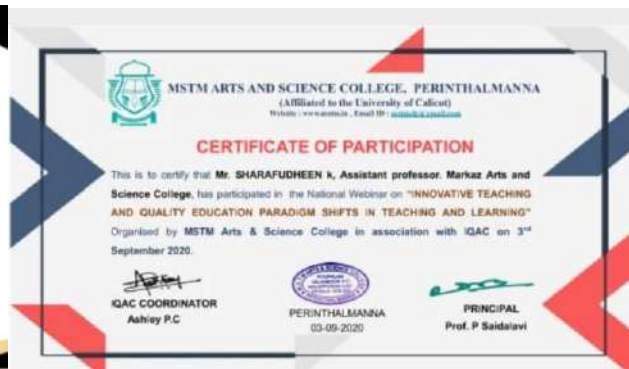 MSTM ARTS AND SCIENCE COLLEGE, PERINTHALMANNA
(Affiliated to the University of Calicut)
CERTIFICATE OF PARTICIPATION
This is to certify that Mr. SHARAFUDHEEN k, Assistant professor. Markaz Arts and
Science College, has participated in the National Webinar on "INNOVATIVE TEACHING
AND QUALITY EDUCATION PARADIGM SHIFTS IN TEACHING AND LEARNING"
Organised by MSTM Arts & Science College in association with IQAC on 3rd
September 2020.
IQAC COORDINATOR
Ashley P.C
PERINTHALMANNA
03-09-2020
PRINCIPAL
Prof. P Saidalavi